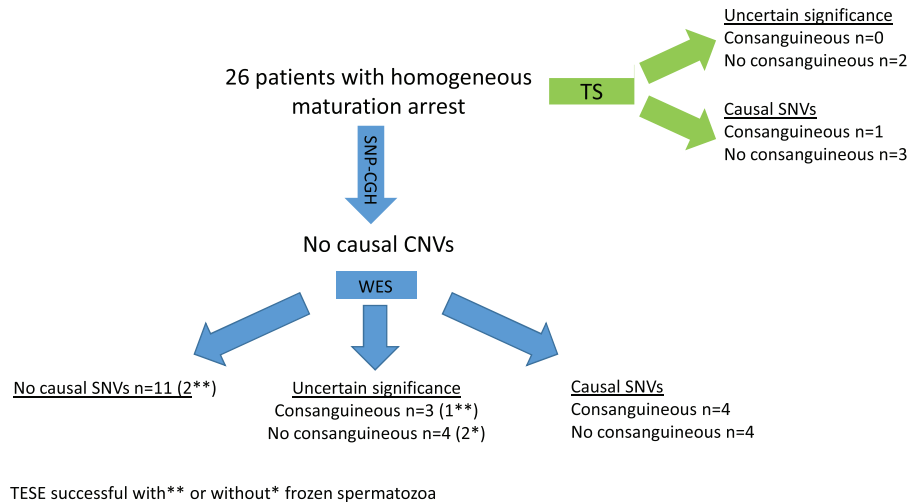 Uncertain significance
Consanguineous n=0
No consanguineous n=2
26 patients with homogeneous
maturation arrest
TS
Causal SNVs
Consanguineous n=1
No consanguineous n=3
SNP-CGH
No causal CNVs
WES
No causal SNVs n=11 (2**)
Uncertain significance
Consanguineous n=3 (1**)
No consanguineous n=4 (2*)
Causal SNVs
Consanguineous n=4
No consanguineous n=4
TESE successful with** or without* frozen spermatozoa